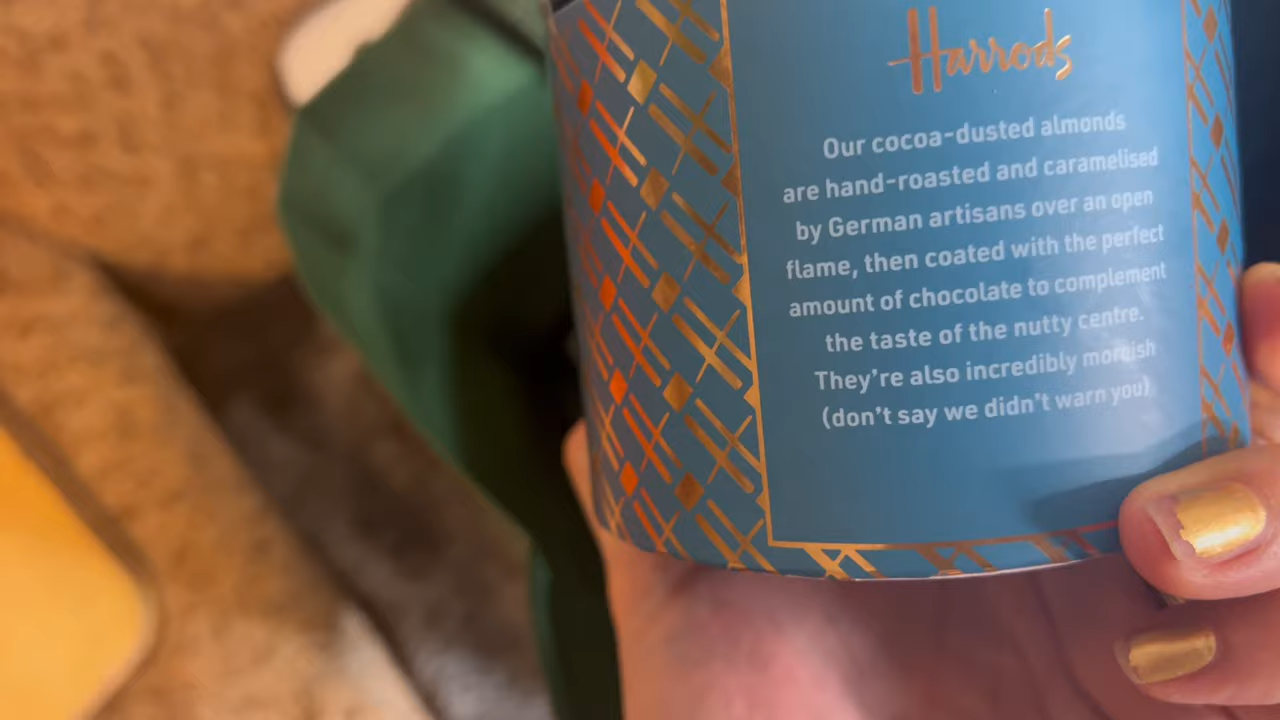 Harrods
Our cocoa-dusted almonds
are hand-roasted and caramelised
by German artisans over an open
flame, then coated with the perfect
amount of chocolate to complement
the taste of the nutty centre.
They're also incredibly moreish
(don't say we didn't warn you)